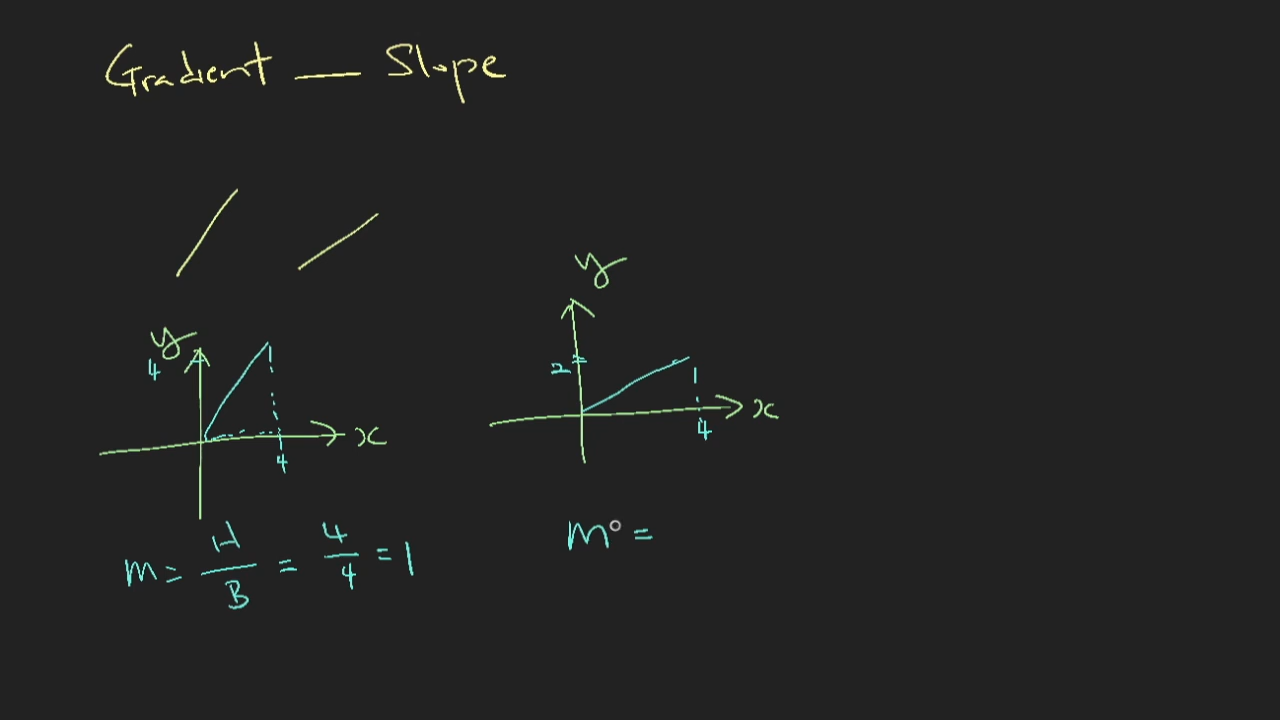 Gradient — Slope
y
4
x
4
y
2
x
4
m = H/B = 4/4 = 1
m =